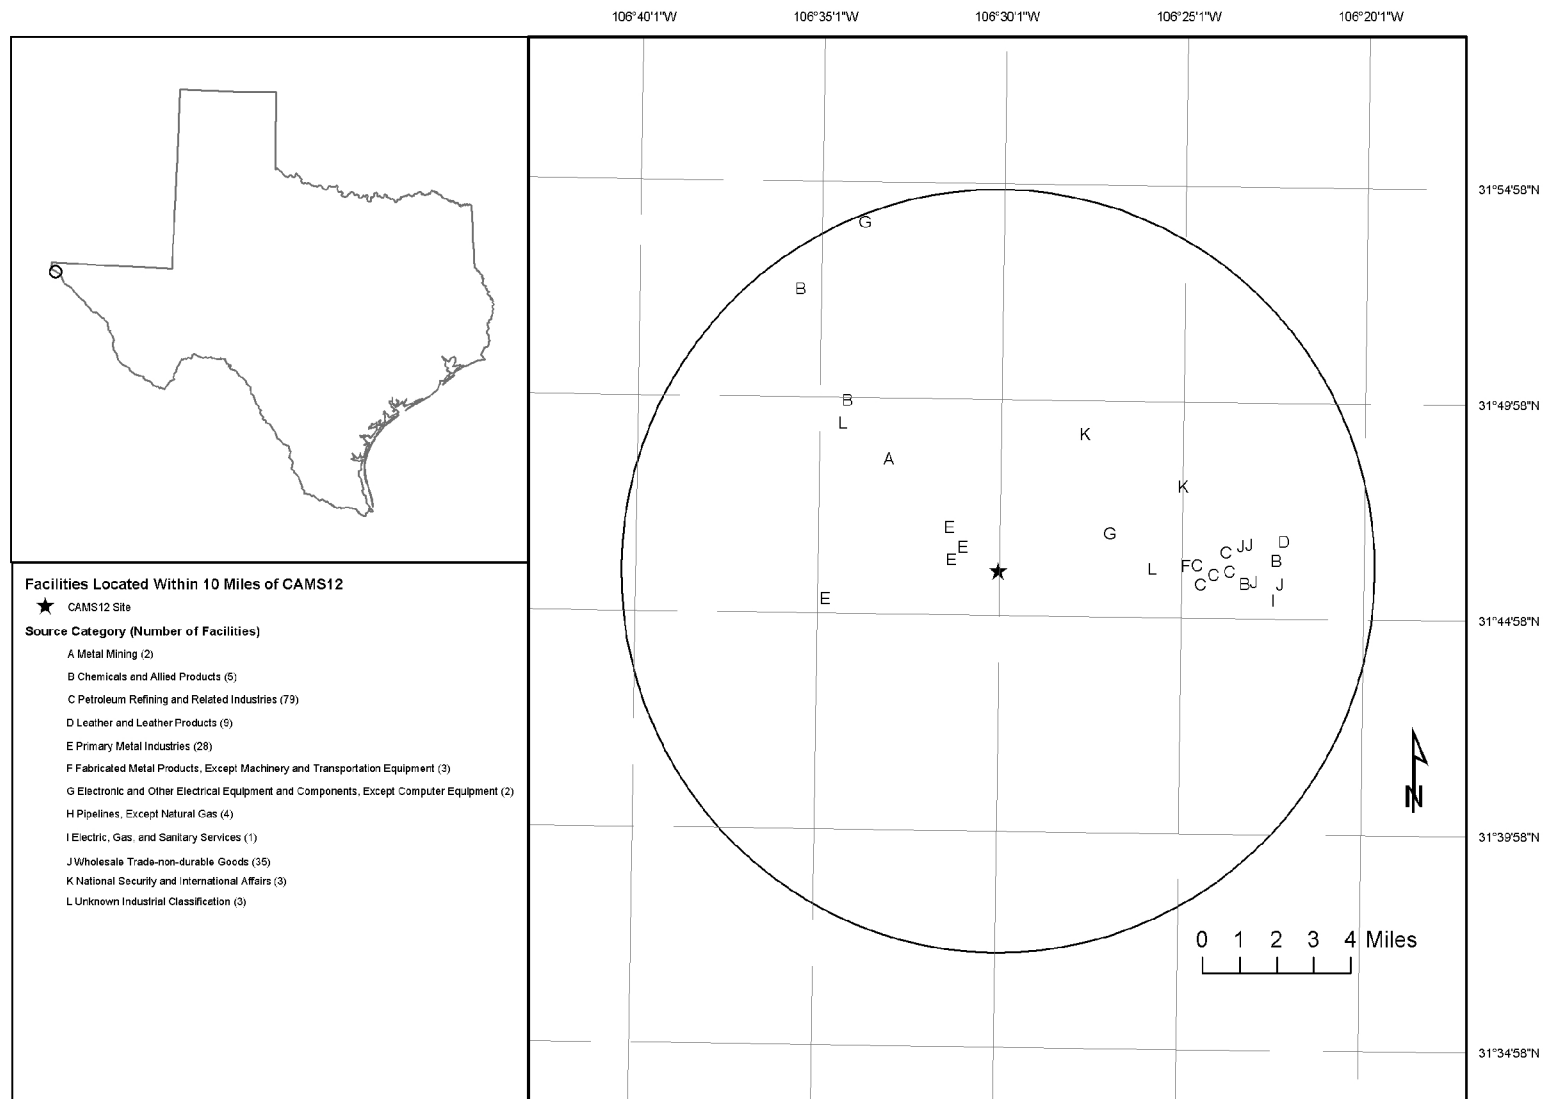 106°40'1"W 106°35'1"W 106°30'1"W 106°25'1"W 106°20'1"W
31°54'58"N
G
B
31°49'58"N
B
L
K
A
K
E
G
E
E
JJ
D
C
B
L
FC
C
C
C
BJ
J
E
I
31°44'58"N
Facilities Located Within 10 Miles of CAMS12
CAMS12 Site
Source Category (Number of Facilities)
A Metal Mining (2)
B Chemicals and Allied Products (5)
C Petroleum Refining and Related Industries (79)
D Leather and Leather Products (9)
E Primary Metal Industries (28)
F Fabricated Metal Products, Except Machinery and Transportation Equipment (3)
G Electronic and Other Electrical Equipment and Components, Except Computer Equipment (2)
H Pipelines, Except Natural Gas (4)
I Electric, Gas, and Sanitary Services (1)
J Wholesale Trade-non-durable Goods (35)
K National Security and International Affairs (3)
L Unknown Industrial Classification (3)
N
31°39'58"N
0 1 2 3 4 Miles
31°34'58"N